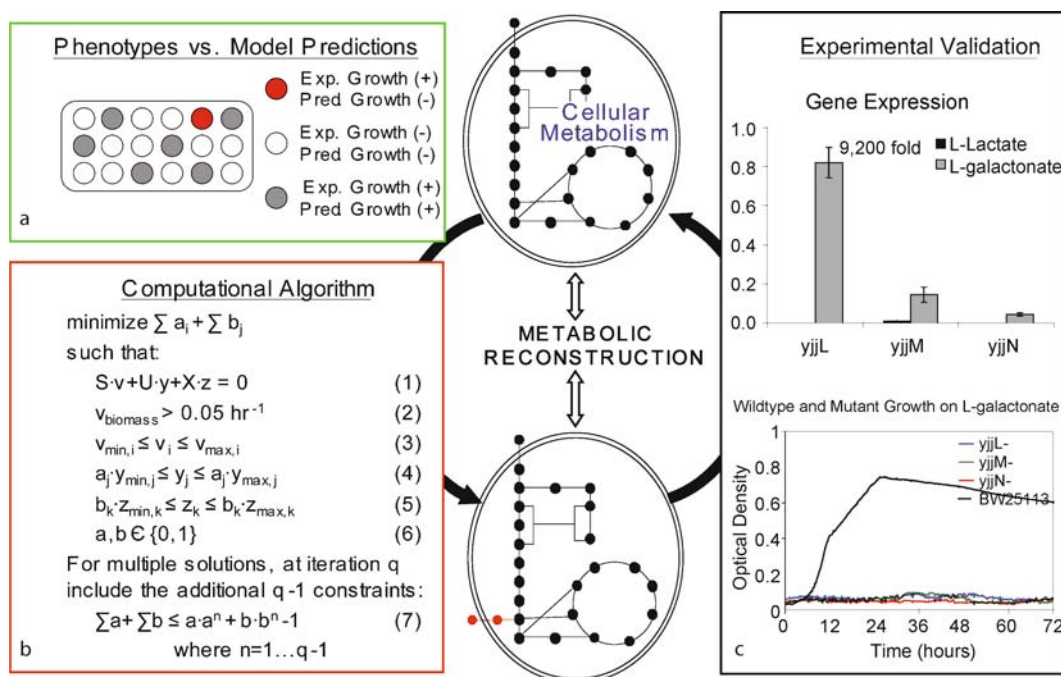 Phenotypes vs. Model Predictions
Exp. Growth (+)
Pred. Growth (-)
Exp. Growth (-)
Pred. Growth (-)
Exp. Growth (+)
Pred. Growth (+)
a
Computational Algorithm
minimize ∑ aᵢ + ∑ bⱼ
such that:
S·v+U·y+X·z = 0 (1)
v_biomass > 0.05 hr⁻¹ (2)
v_min,i ≤ v_i ≤ v_max,i (3)
a_j·y_min,j ≤ y_j ≤ a_j·y_max,j (4)
b_k·z_min,k ≤ z_k ≤ b_k·z_max,k (5)
a,b Є {0,1} (6)
For multiple solutions, at iteration q
include the additional q-1 constraints:
∑a+ ∑b ≤ a·aⁿ + b·bⁿ -1 (7)
where n=1...q-1
b
Cellular
Metabolism
METABOLIC
RECONSTRUCTION
Experimental Validation
Gene Expression
1.0
0.8
0.6
0.4
0.2
0.0
9,200 fold
L-Lactate
L-galactonate
yjjL
yjjM
yjjN
Wildtype and Mutant Growth on L-galactonate
Optical Density
1
0.8
0.6
0.4
0.2
0
yjjL-
yjjM-
yjjN-
BW25113
0 12 24 36 48 60 72
Time (hours)
c